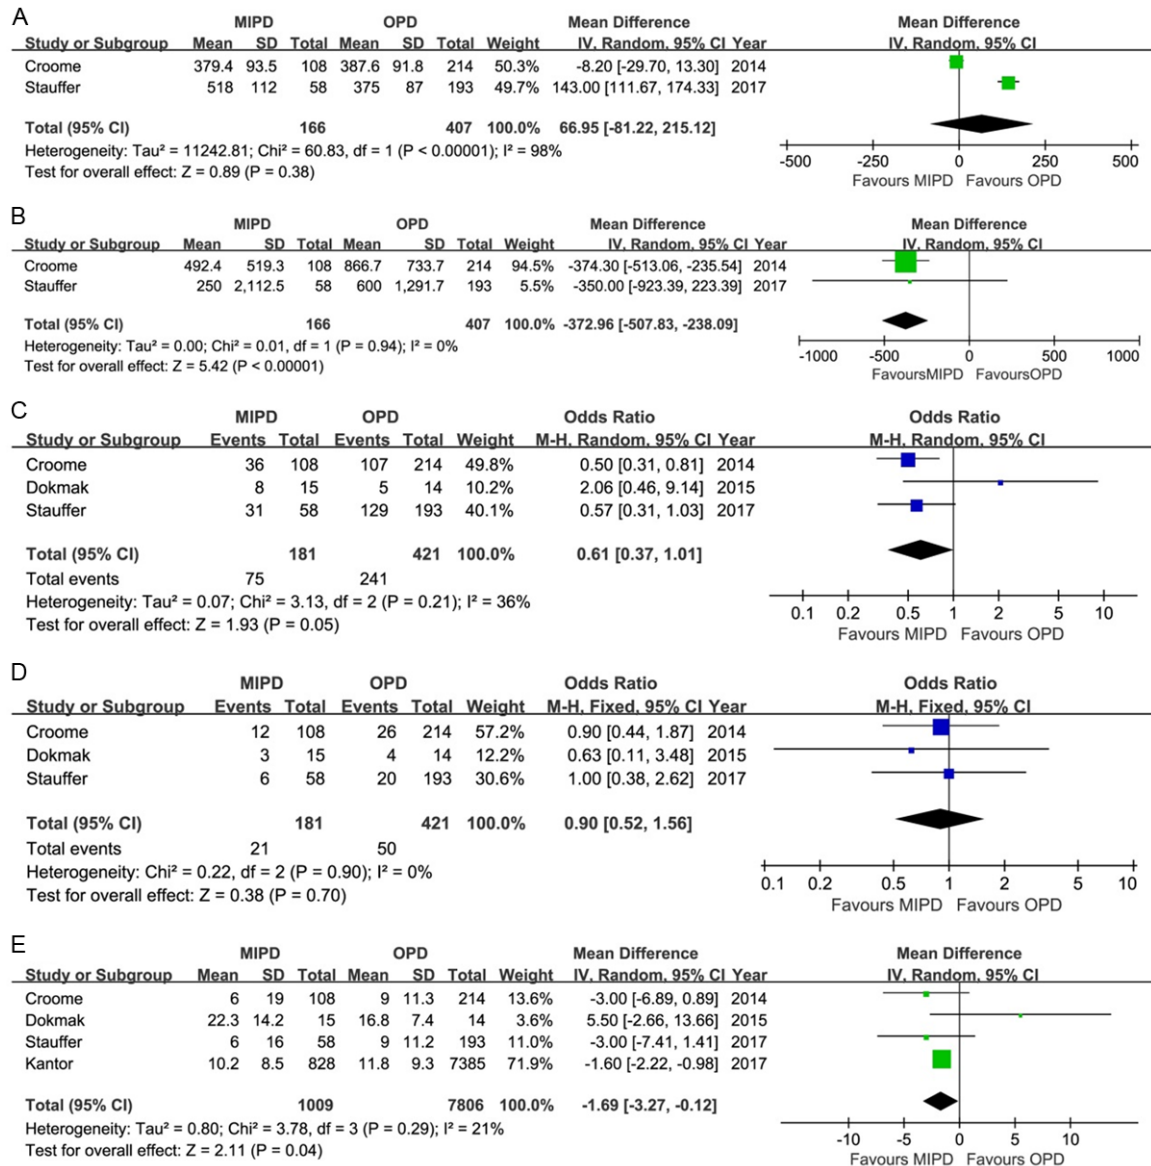 A
MIPD OPD Mean Difference Mean Difference
Study or Subgroup Mean SD Total Mean SD Total Weight IV, Random, 95% CI Year IV, Random, 95% CI
Croome 379.4 93.5 108 387.6 91.8 214 50.3% -8.20 [-29.70, 13.30] 2014
Stauffer 518 112 58 375 87 193 49.7% 143.00 [111.67, 174.33] 2017
Total (95% CI) 166 407 100.0% 66.95 [-81.22, 215.12]
Heterogeneity: Tau² = 11242.81; Chi² = 60.83, df = 1 (P < 0.00001); I² = 98%
Test for overall effect: Z = 0.89 (P = 0.38)
-500 -250 0 250 500
Favours MIPD Favours OPD
B
MIPD OPD Mean Difference Mean Difference
Study or Subgroup Mean SD Total Mean SD Total Weight IV, Random, 95% CI Year IV, Random, 95% CI
Croome 492.4 519.3 108 866.7 733.7 214 94.5% -374.30 [-513.06, -235.54] 2014
Stauffer 250 2,112.5 58 600 1,291.7 193 5.5% -350.00 [-923.39, 223.39] 2017
Total (95% CI) 166 407 100.0% -372.96 [-507.83, -238.09]
Heterogeneity: Tau² = 0.00; Chi² = 0.01, df = 1 (P = 0.94); I² = 0%
Test for overall effect: Z = 5.42 (P < 0.00001)
-1000 -500 0 500 1000
FavoursMIPD FavoursOPD
C
MIPD OPD Odds Ratio Odds Ratio
Study or Subgroup Events Total Events Total Weight M-H, Random, 95% CI Year M-H, Random, 95% CI
Croome 36 108 107 214 49.8% 0.50 [0.31, 0.81] 2014
Dokmak 8 15 5 14 10.2% 2.06 [0.46, 9.14] 2015
Stauffer 31 58 129 193 40.1% 0.57 [0.31, 1.03] 2017
Total (95% CI) 181 421 100.0% 0.61 [0.37, 1.01]
Total events 75 241
Heterogeneity: Tau² = 0.07; Chi² = 3.13, df = 2 (P = 0.21); I² = 36%
Test for overall effect: Z = 1.93 (P = 0.05)
0.1 0.2 0.5 1 2 5 10
Favours MIPD Favours OPD
D
MIPD OPD Odds Ratio Odds Ratio
Study or Subgroup Events Total Events Total Weight M-H, Fixed, 95% CI Year M-H, Fixed, 95% CI
Croome 12 108 26 214 57.2% 0.90 [0.44, 1.87] 2014
Dokmak 3 15 4 14 12.2% 0.63 [0.11, 3.48] 2015
Stauffer 6 58 20 193 30.6% 1.00 [0.38, 2.62] 2017
Total (95% CI) 181 421 100.0% 0.90 [0.52, 1.56]
Total events 21 50
Heterogeneity: Chi² = 0.22, df = 2 (P = 0.90); I² = 0%
Test for overall effect: Z = 0.38 (P = 0.70)
0.1 0.2 0.5 1 2 5 10
Favours MIPD Favours OPD
E
MIPD OPD Mean Difference Mean Difference
Study or Subgroup Mean SD Total Mean SD Total Weight IV, Random, 95% CI Year IV, Random, 95% CI
Croome 6 19 108 9 11.3 214 13.6% -3.00 [-6.89, 0.89] 2014
Dokmak 22.3 14.2 15 16.8 7.4 14 3.6% 5.50 [-2.66, 13.66] 2015
Stauffer 6 16 58 9 11.2 193 11.0% -3.00 [-7.41, 1.41] 2017
Kantor 10.2 8.5 828 11.8 9.3 7385 71.9% -1.60 [-2.22, -0.98] 2017
Total (95% CI) 1009 7806 100.0% -1.69 [-3.27, -0.12]
Heterogeneity: Tau² = 0.80; Chi² = 3.78, df = 3 (P = 0.29); I² = 21%
Test for overall effect: Z = 2.11 (P = 0.04)
-10 -5 0 5 10
Favours MIPD Favours OPD